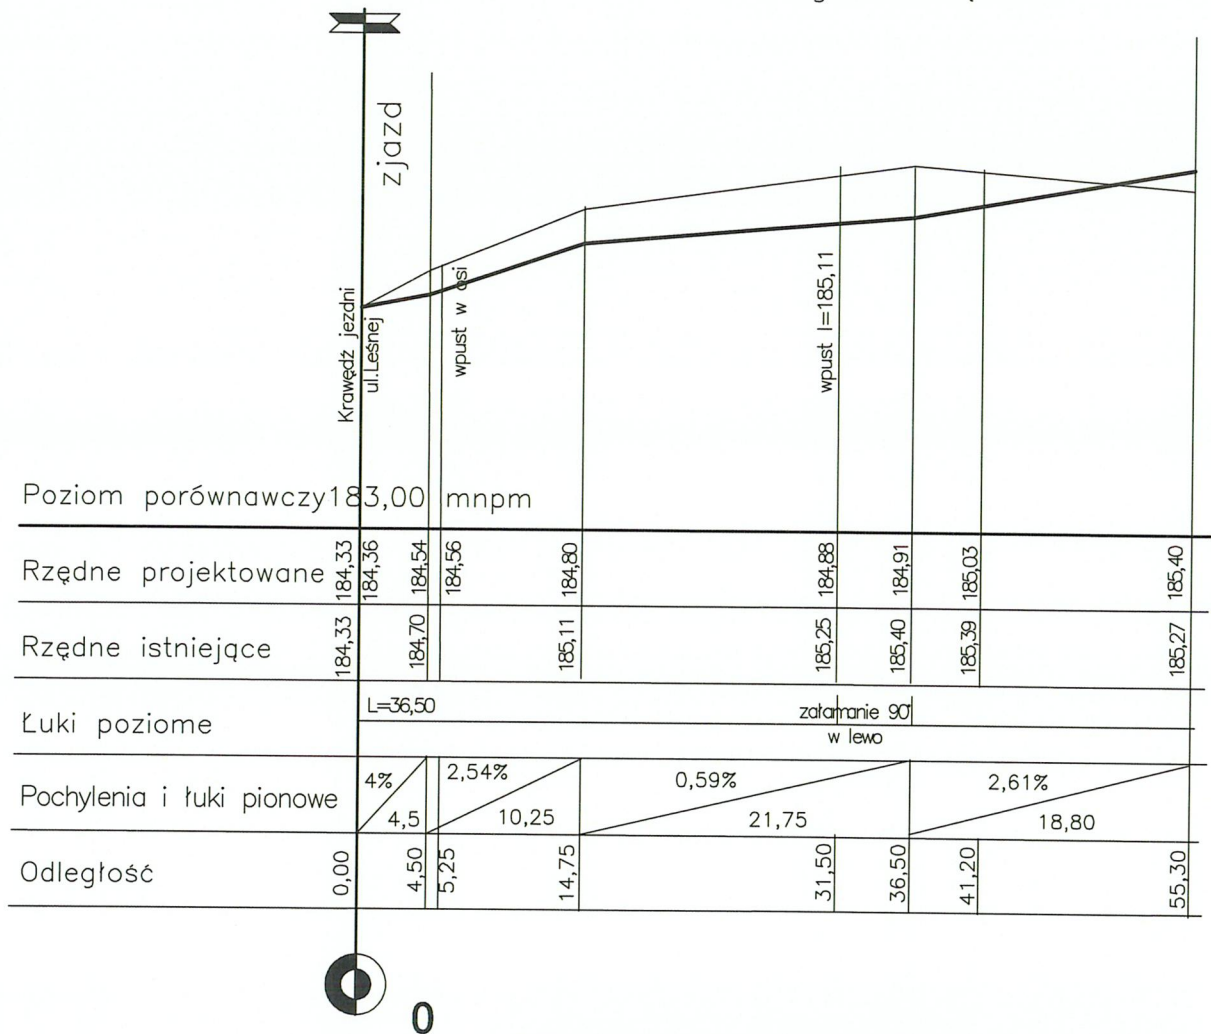 zjazd
Krawędź jezdni
ul.Leśnej
wpust w osi
wpust I=185,11
Poziom porównawczy 183,00 mnpm
Rzędne projektowane 184,33 184,36 184,54 184,56 184,80 184,88 184,91 185,03 185,40
Rzędne istniejące 184,33 184,70 185,11 185,25 185,40 185,39 185,27
Łuki poziome L=36,50 załamanie 90°
w lewo
Pochylenia i łuki pionowe 4% 2,54% 0,59% 2,61%
4,5 10,25 21,75 18,80
Odległość 0,00 4,50 5,25 14,75 31,50 36,50 41,20 55,30
0